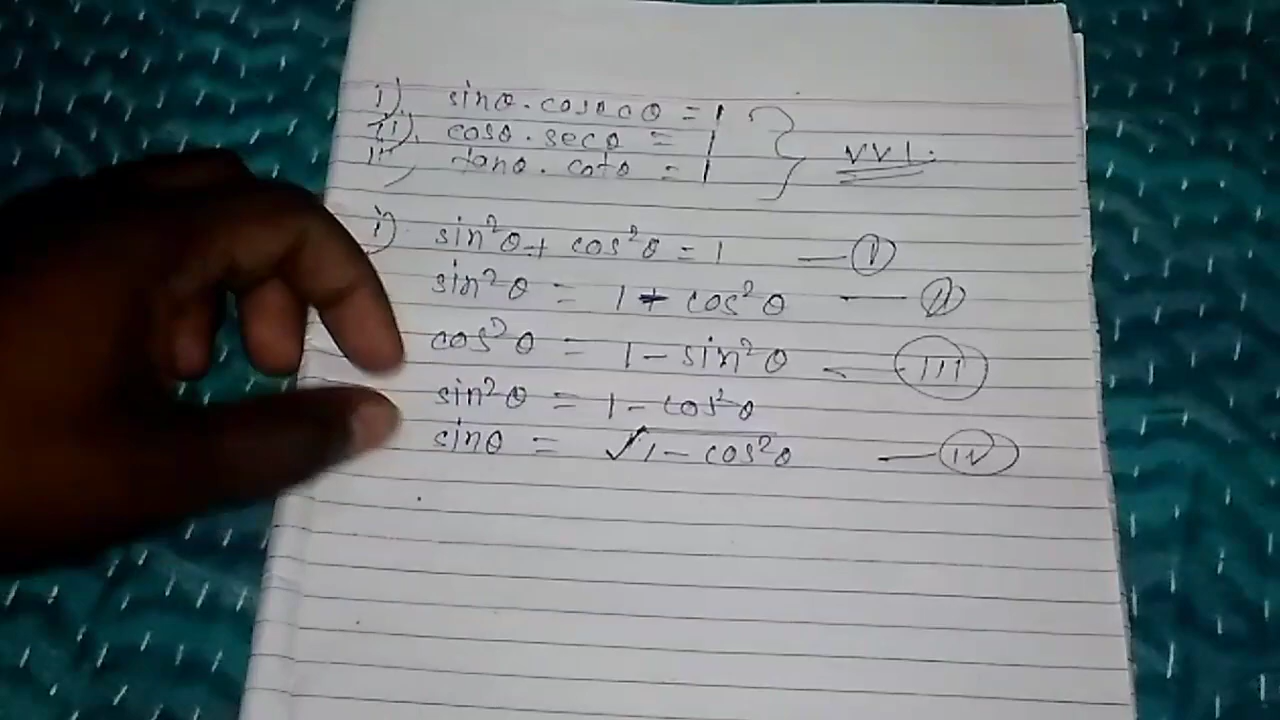 i) sinθ.cosecθ = 1
ii) cosθ.secθ = 1
iii) tanθ.cotθ = 1
VVI.
i) sin²θ + cos²θ = 1 — I
sin²θ = 1 + cos²θ — II
cos²θ = 1 - sin²θ - III
sin²θ = 1 - cos²θ
sinθ = √1 - cos²θ — IV